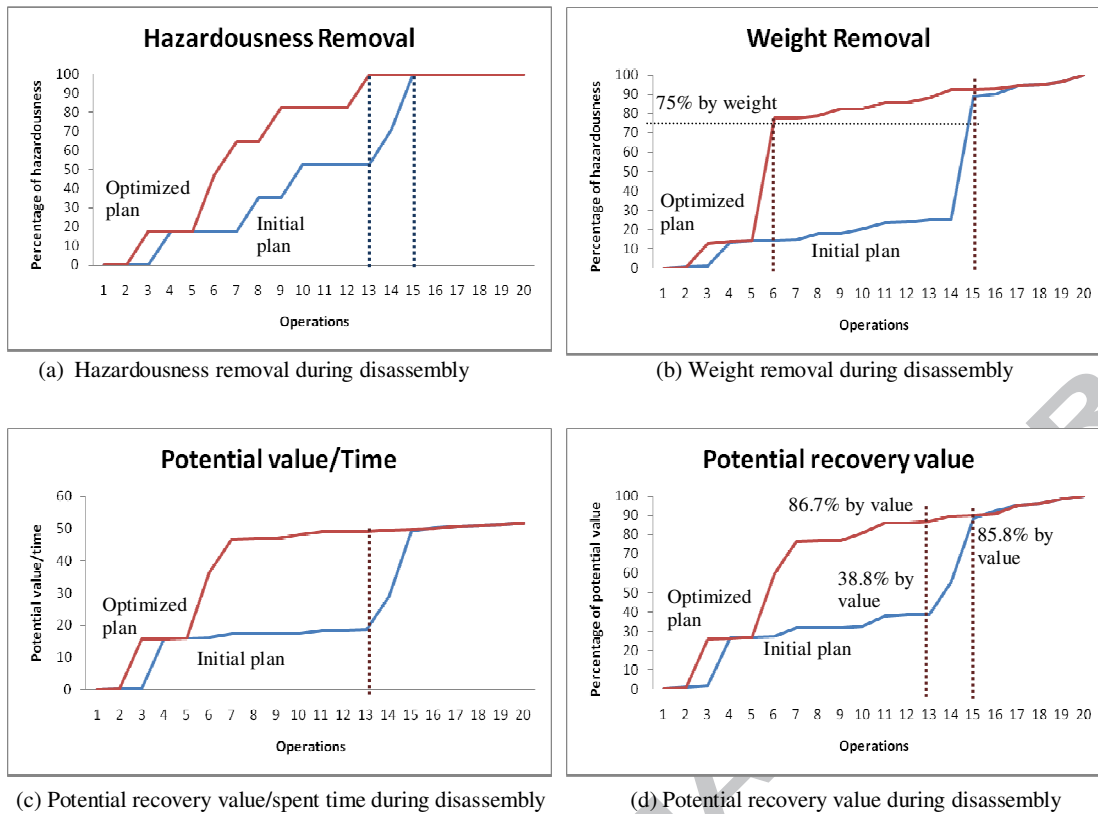 Hazardousness Removal
Percentage of hazardousness
100
90
80
70
60
50
40
30
20
10
0
Optimized
plan
Initial
plan
1 2 3 4 5 6 7 8 9 10 11 12 13 14 15 16 17 18 19 20
Operations
(a) Hazardousness removal during disassembly
Weight Removal
Percentage of hazardousness
100
90
80
70
60
50
40
30
20
10
0
75% by weight
Optimized
plan
Initial plan
1 2 3 4 5 6 7 8 9 10 11 12 13 14 15 16 17 18 19 20
Operations
(b) Weight removal during disassembly
Potential value/Time
Potential value/time
60
50
40
30
20
10
0
Optimized
plan
Initial plan
1 2 3 4 5 6 7 8 9 10 11 12 13 14 15 16 17 18 19 20
Operations
(c) Potential recovery value/spent time during disassembly
Potential recovery value
Percentage of potential value
100
90
80
70
60
50
40
30
20
10
0
86.7% by value
85.8% by
value
38.8% by
value
Optimized
plan
Initial plan
1 2 3 4 5 6 7 8 9 10 11 12 13 14 15 16 17 18 19 20
Operations
(d) Potential recovery value during disassembly